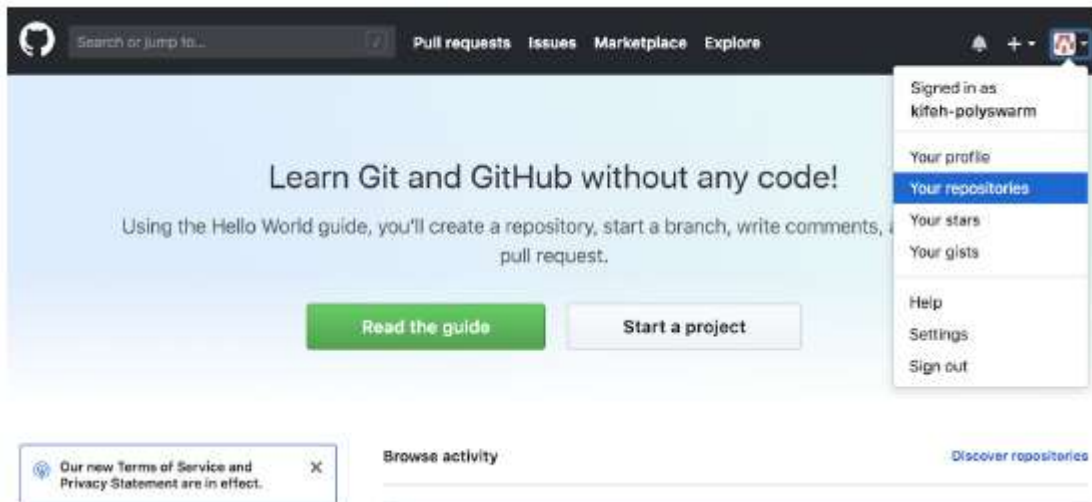 Search or jump to...
/
Pull requests Issues Marketplace Explore
Signed in as
kifeh-polyswarm
Your profile
Your repositories
Your stars
Your gists
Help
Settings
Sign out
Learn Git and GitHub without any code!
Using the Hello World guide, you'll create a repository, start a branch, write comments,
pull request.
Read the guide
Start a project
Our new Terms of Service and
Privacy Statement are in effect.
Browse activity
Discover repositories